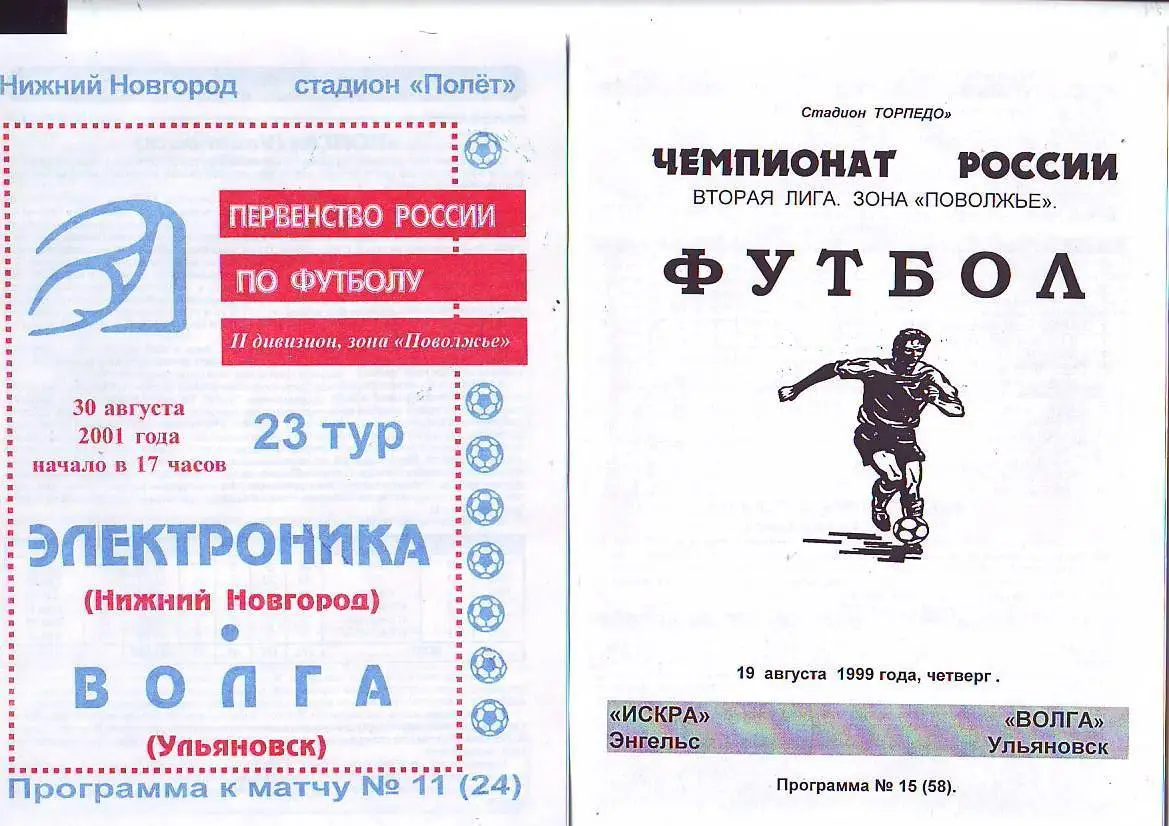 Нижний Новгород стадион «Полёт»
ПЕРВЕНСТВО РОССИИ
ПО ФУТБОЛУ
II дивизион, зона «Поволжье»
30 августа
2001 года
начало в 17 часов
23 тур
ЭЛЕКТРОНИКА
(Нижний Новгород)
ВОЛГА
(Ульяновск)
Программа к матчу № 11 (24)
Стадион ТОРПЕДО»
ЧЕМПИОНАТ РОССИИ
ВТОРАЯ ЛИГА. ЗОНА «ПОВОЛЖЬЕ».
ФУТБОЛ
19 августа 1999 года, четверг .
«ИСКРА» «ВОЛГА»
Энгельс Ульяновск
Программа № 15 (58).